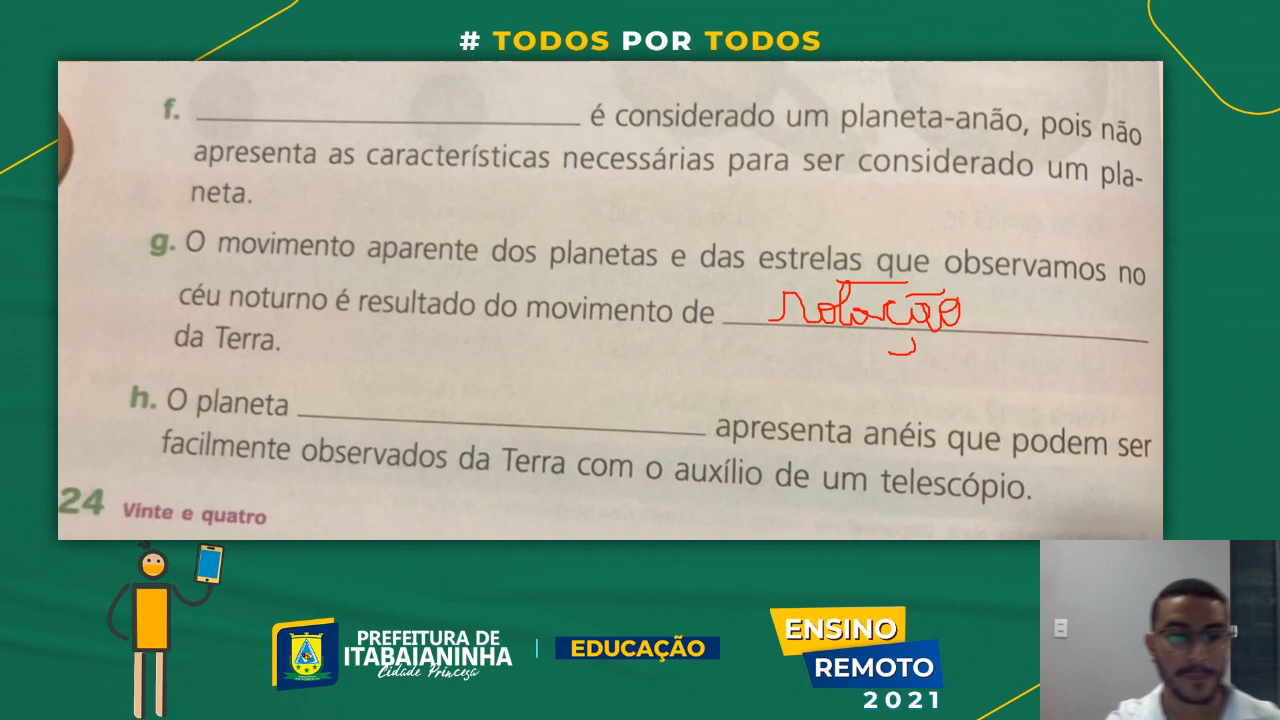 # TODOS POR TODOS
f. ____________ é considerado um planeta-anão, pois não
apresenta as características necessárias para ser considerado um pla-
neta.
g. O movimento aparente dos planetas e das estrelas que observamos no
céu noturno é resultado do movimento de rotação
da Terra.
h. O planeta ____________ apresenta anéis que podem ser
facilmente observados da Terra com o auxílio de um telescópio.
24 Vinte e quatro
PREFEITURA DE
ITABAIANINHA
Cidade Princesa
EDUCAÇÃO
ENSINO
REMOTO
2021